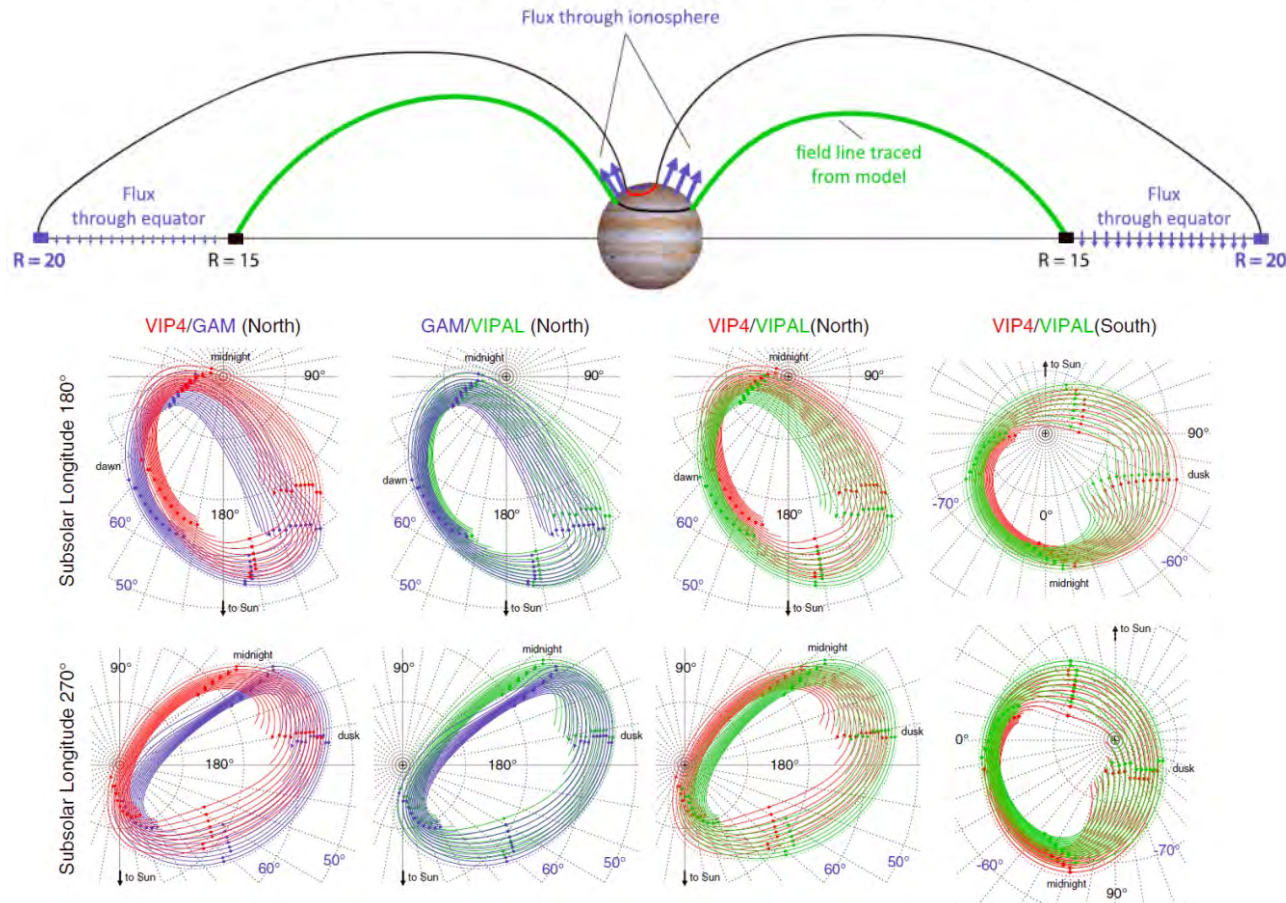 Flux through ionosphere
field line traced
from model
Flux
through equator
Flux
through equator
R = 20
R = 15
R = 15
R = 20
VIP4/GAM (North)
GAM/VIPAL (North)
VIP4/VIPAL(North)
VIP4/VIPAL(South)
Subsolar Longitude 180°
midnight
90°
dawn
60°
180°
50°
to Sun
midnight
90°
dawn
60°
180°
50°
to Sun
midnight
90°
dawn
60°
180°
50°
to Sun
to Sun
90°
dusk
-70°
0°
-60°
midnight
Subsolar Longitude 270°
90°
midnight
dusk
180°
60°
50°
to Sun
90°
midnight
dusk
180°
60°
50°
to Sun
90°
midnight
dusk
180°
60°
50°
to Sun
to Sun
0°
dusk
-60°
-70°
midnight
90°